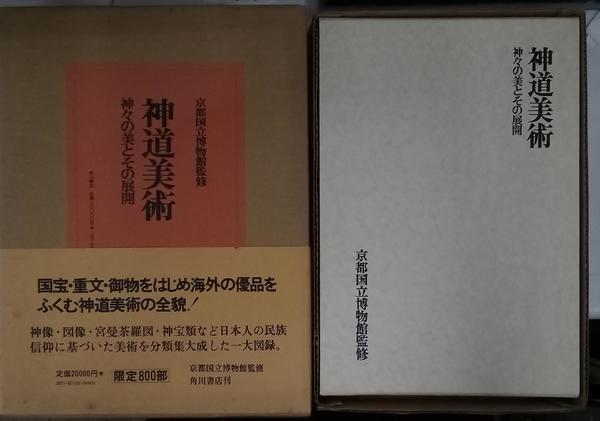 京都国立博物館監修
神道美術
神々の美とその展開
国宝・重文・御物をはじめ海外の優品を
ふくむ神道美術の全貌!
神像・図像・宮曼荼羅図・神宝類など日本人の民族
信仰に基づいた美術を分類集大成した一大図録。
定価20000円★
限定800部
京都国立博物館監修
角川書店刊
神道美術
神々の美とその展開
京都国立博物館監修